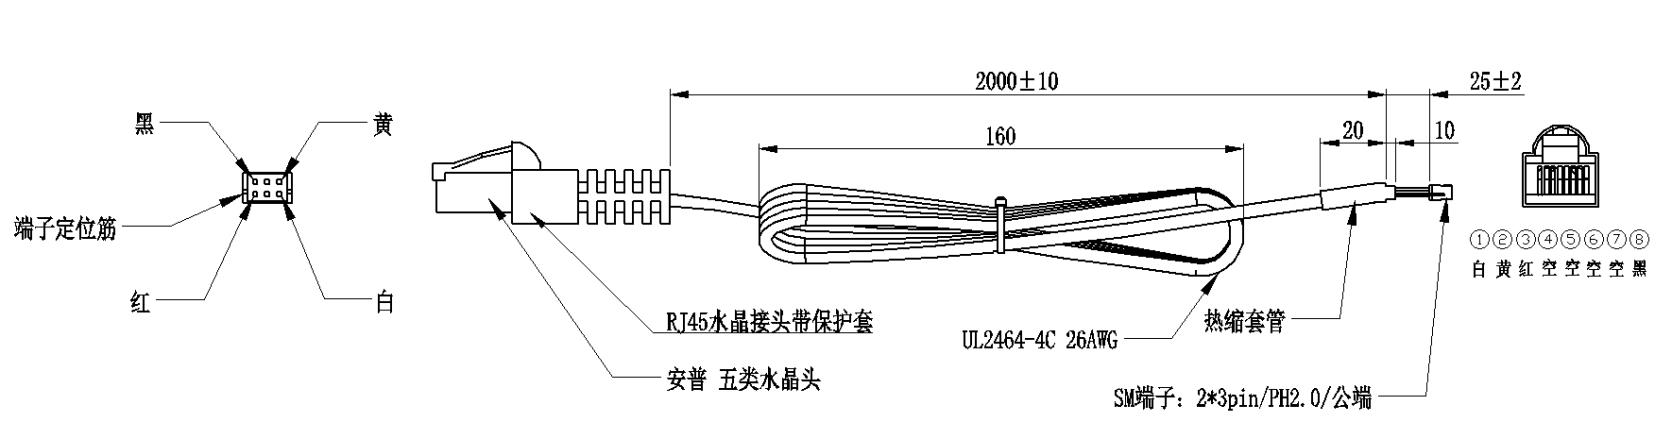 2000±10
25±2
黑
黄
160
20
10
端子定位筋
①②③④⑤⑥⑦⑧
白黄红空空空空黑
红
白
RJ45水晶接头带保护套
热缩套管
UL2464-4C 26AWG
安普 五类水晶头
SM端子: 2*3pin/PH2.0/公端